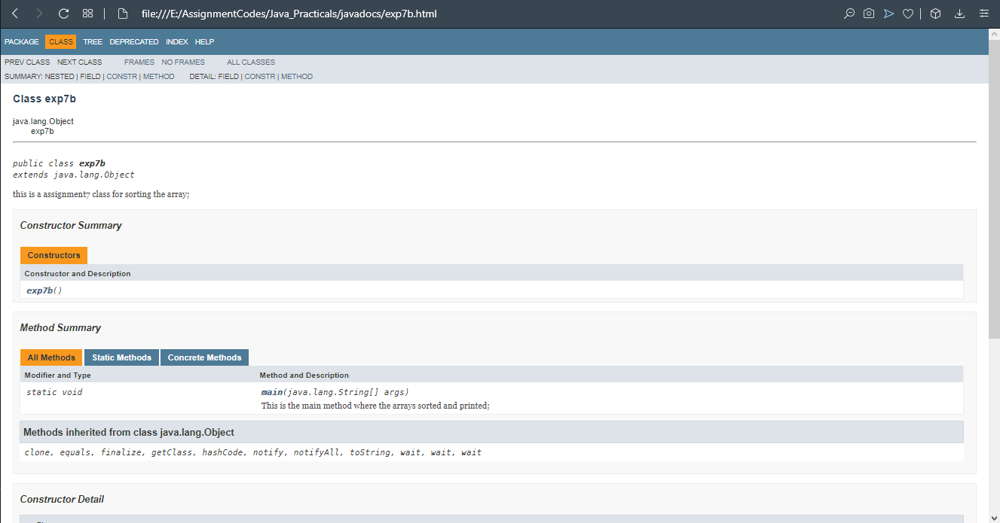 file:///E:/AssignmentCodes/Java_Practicals/javadocs/exp7b.html
PACKAGE CLASS TREE DEPRECATED INDEX HELP
PREV CLASS NEXT CLASS FRAMES NO FRAMES ALL CLASSES
SUMMARY: NESTED | FIELD | CONSTR | METHOD DETAIL: FIELD | CONSTR | METHOD
Class exp7b
java.lang.Object
exp7b
public class exp7b
extends java.lang.Object
this is a assignment7 class for sorting the array;
Constructor Summary
Constructors
Constructor and Description
exp7b()
Method Summary
All Methods Static Methods Concrete Methods
Modifier and Type Method and Description
static void main(java.lang.String[] args)
This is the main method where the arrays sorted and printed;
Methods inherited from class java.lang.Object
clone, equals, finalize, getClass, hashCode, notify, notifyAll, toString, wait, wait, wait
Constructor Detail